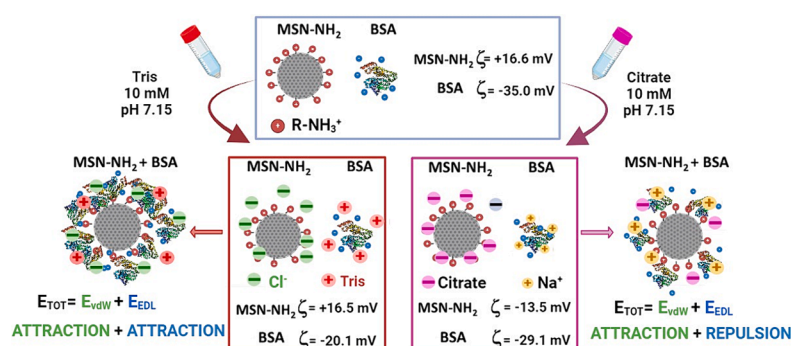 MSN-NH2 BSA
MSN-NH2 ζ= +16.6 mV
BSA ζ= -35.0 mV
R-NH3+
Tris
10 mM
pH 7.15
Citrate
10 mM
pH 7.15
MSN-NH2 + BSA
ETOT= EvdW + EEDL
ATTRACTION + ATTRACTION
MSN-NH2 BSA
Cl- Tris
MSN-NH2 ζ= +16.5 mV
BSA ζ= -20.1 mV
MSN-NH2 BSA
Citrate Na+
MSN-NH2 ζ= -13.5 mV
BSA ζ= -29.1 mV
MSN-NH2 + BSA
ETOT= EvdW + EEDL
ATTRACTION + REPULSION